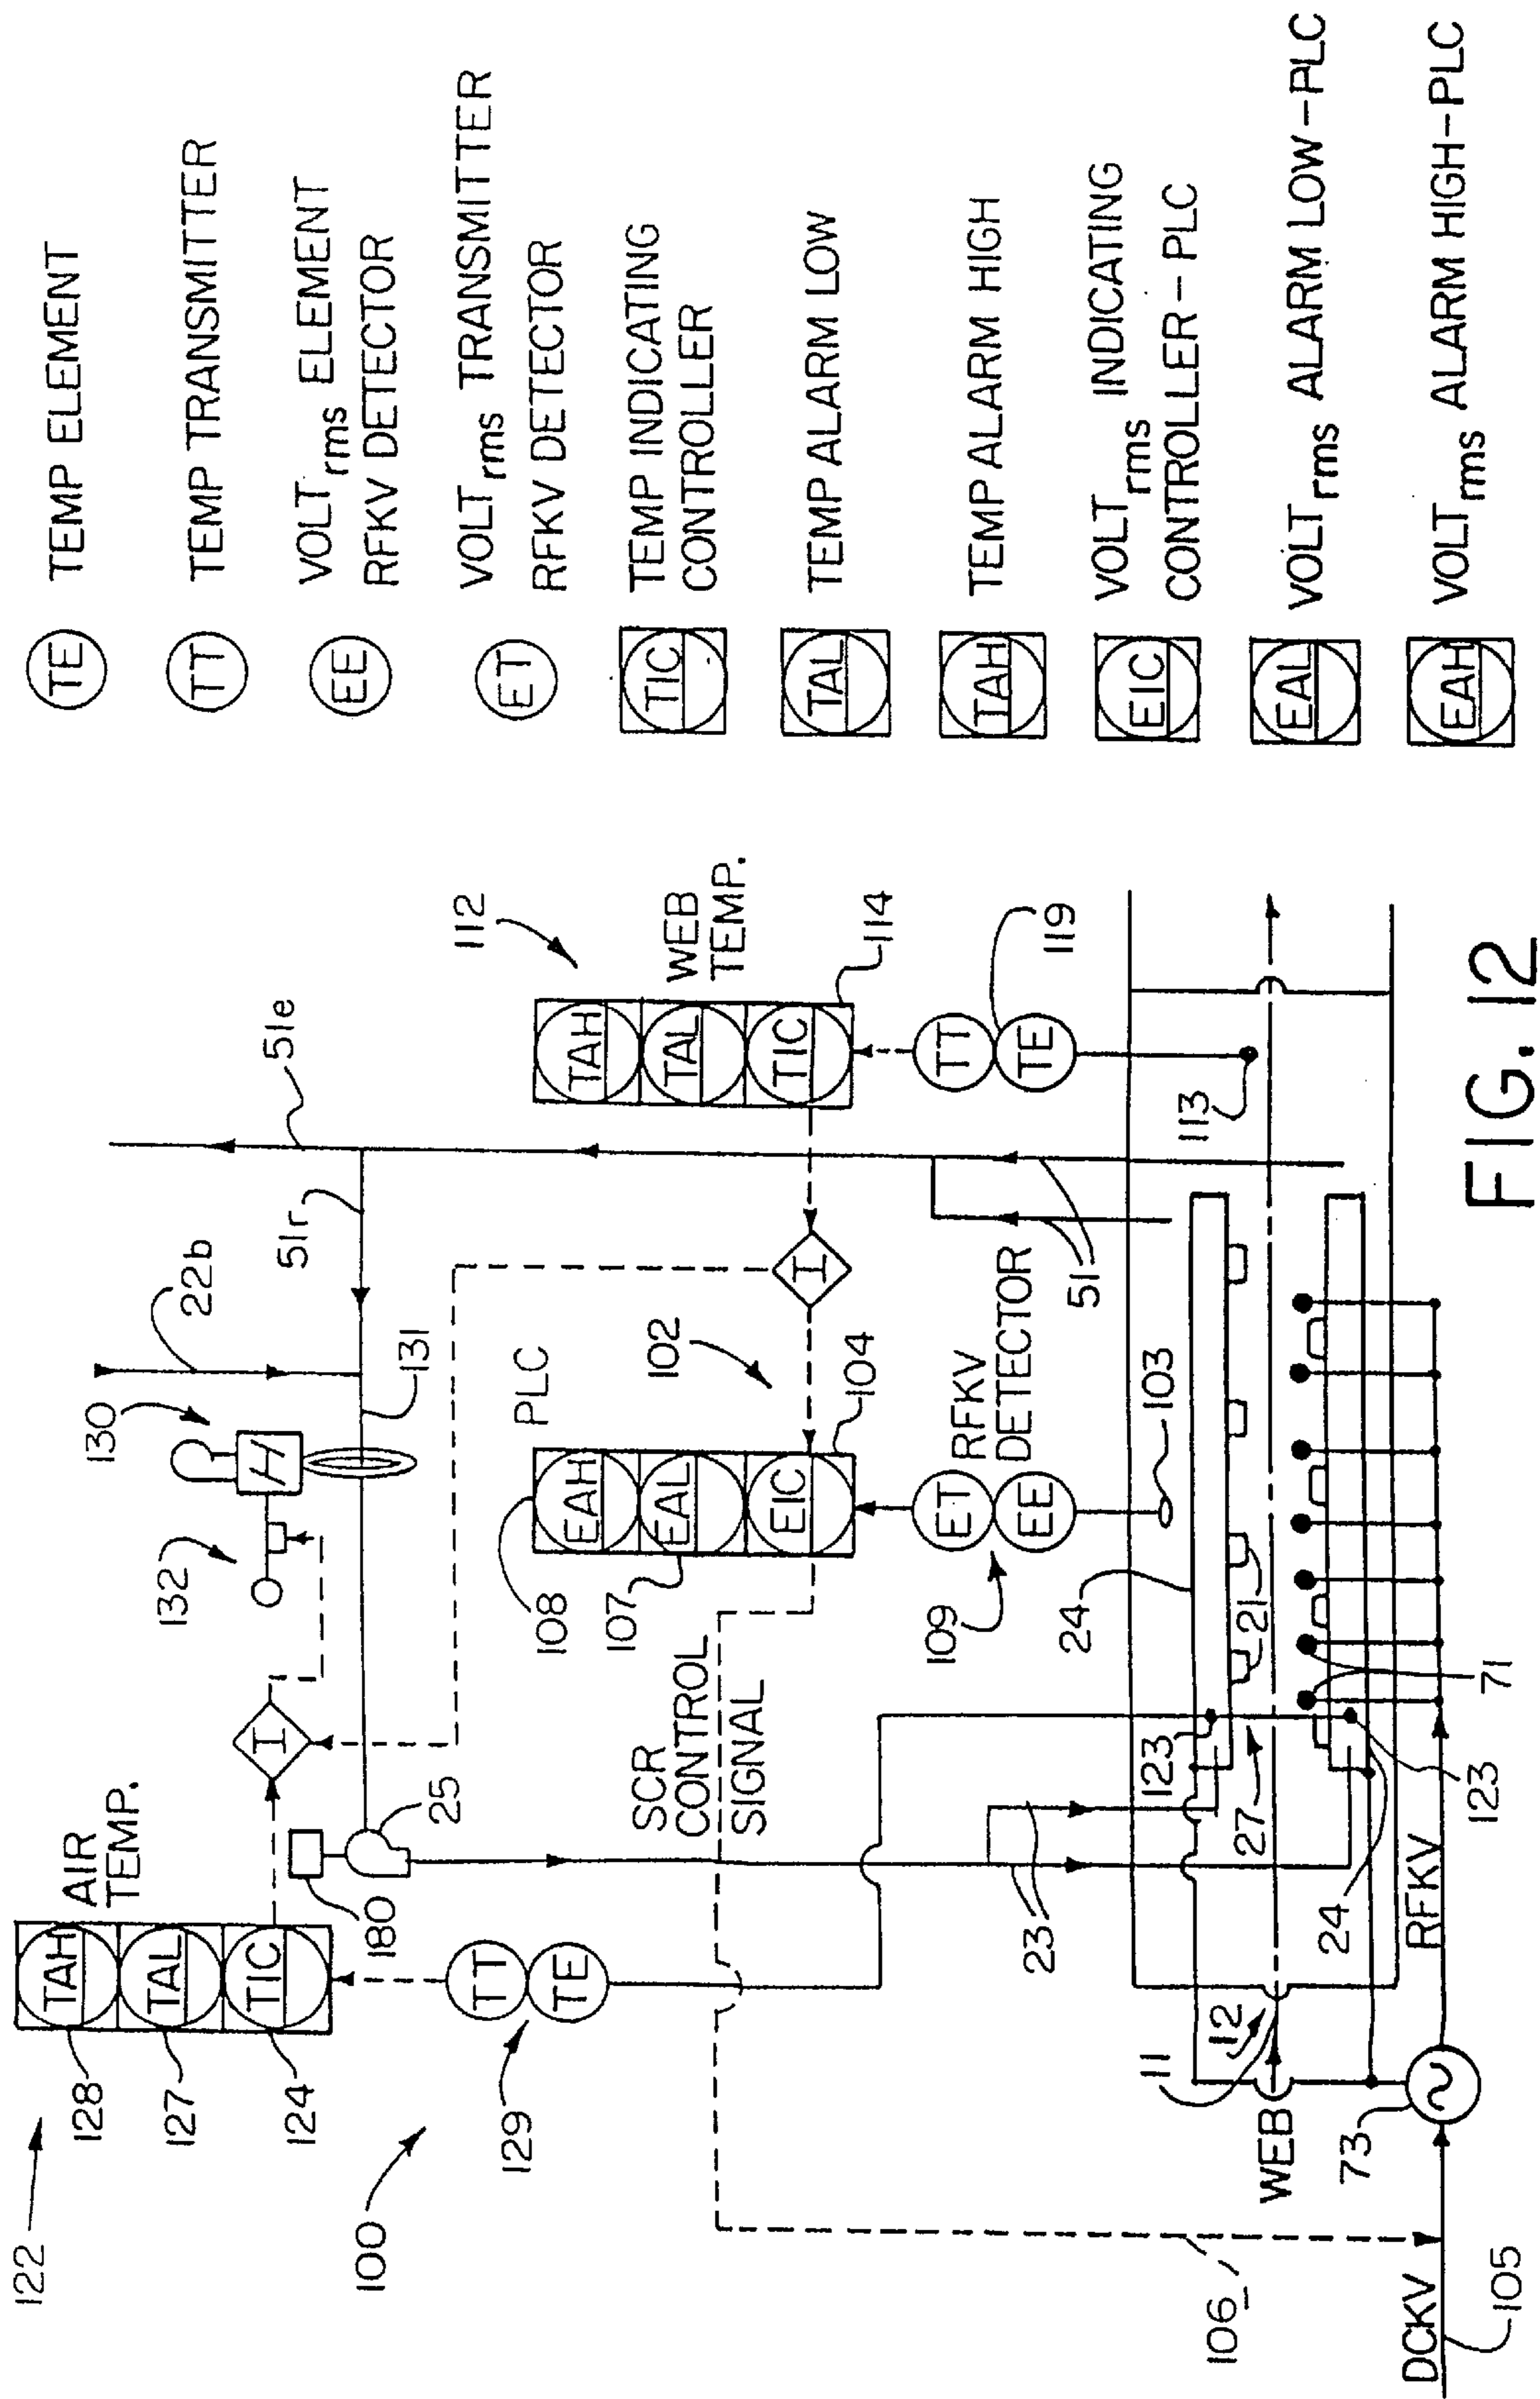 122
128
127
124
TAH
TAL
TIC
AIR
TEMP.
180
25
130
132
H
I
22b
131
51r
51e
112
TAH
TAL
TIC
WEB
TEMP.
114
100
129
TT
TE
SCR
CONTROL
SIGNAL
108
107
EAH
EAL
EIC
PLC
102
104
I
109
ET
EE
RFKV
DETECTOR
103
51
TT
TE
119
113
106
23
24
123
27
21
11
12
WEB
24
73
RFKV
123
71
DCKV
105
FIG. 12
TE TEMP ELEMENT
TT TEMP TRANSMITTER
EE VOLTrms ELEMENT
RFKV DETECTOR
ET VOLTrms TRANSMITTER
RFKV DETECTOR
TIC TEMP INDICATING
CONTROLLER
TAL TEMP ALARM LOW
TAH TEMP ALARM HIGH
EIC VOLTrms INDICATING
CONTROLLER-PLC
EAL VOLTrms ALARM LOW-PLC
EAH VOLTrms ALARM HIGH-PLC